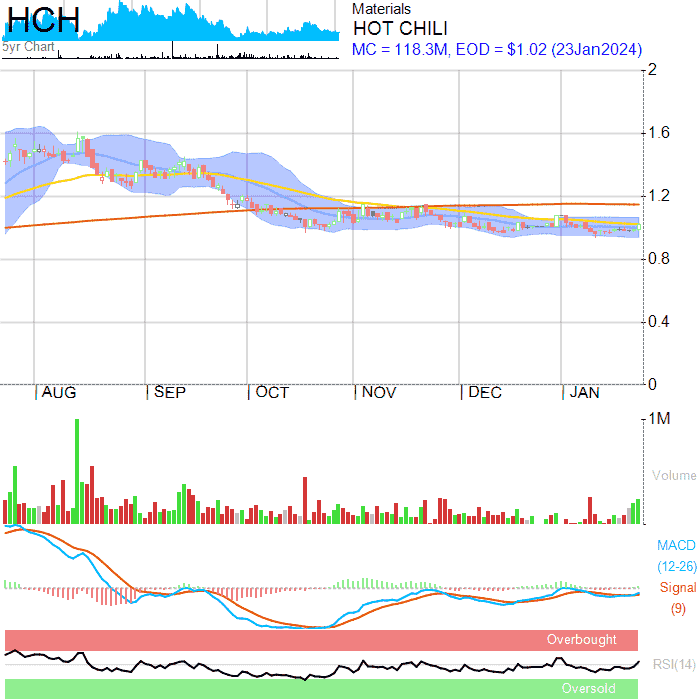 HCH
5yr Chart
Materials
HOT CHILI
MC = 118.3M, EOD = $1.02 (23Jan2024)
2
1.6
1.2
0.8
0.4
0
AUG SEP OCT NOV DEC JAN
1M
Volume
MACD
(12-26)
Signal
(9)
Overbought
RSI(14)
Oversold